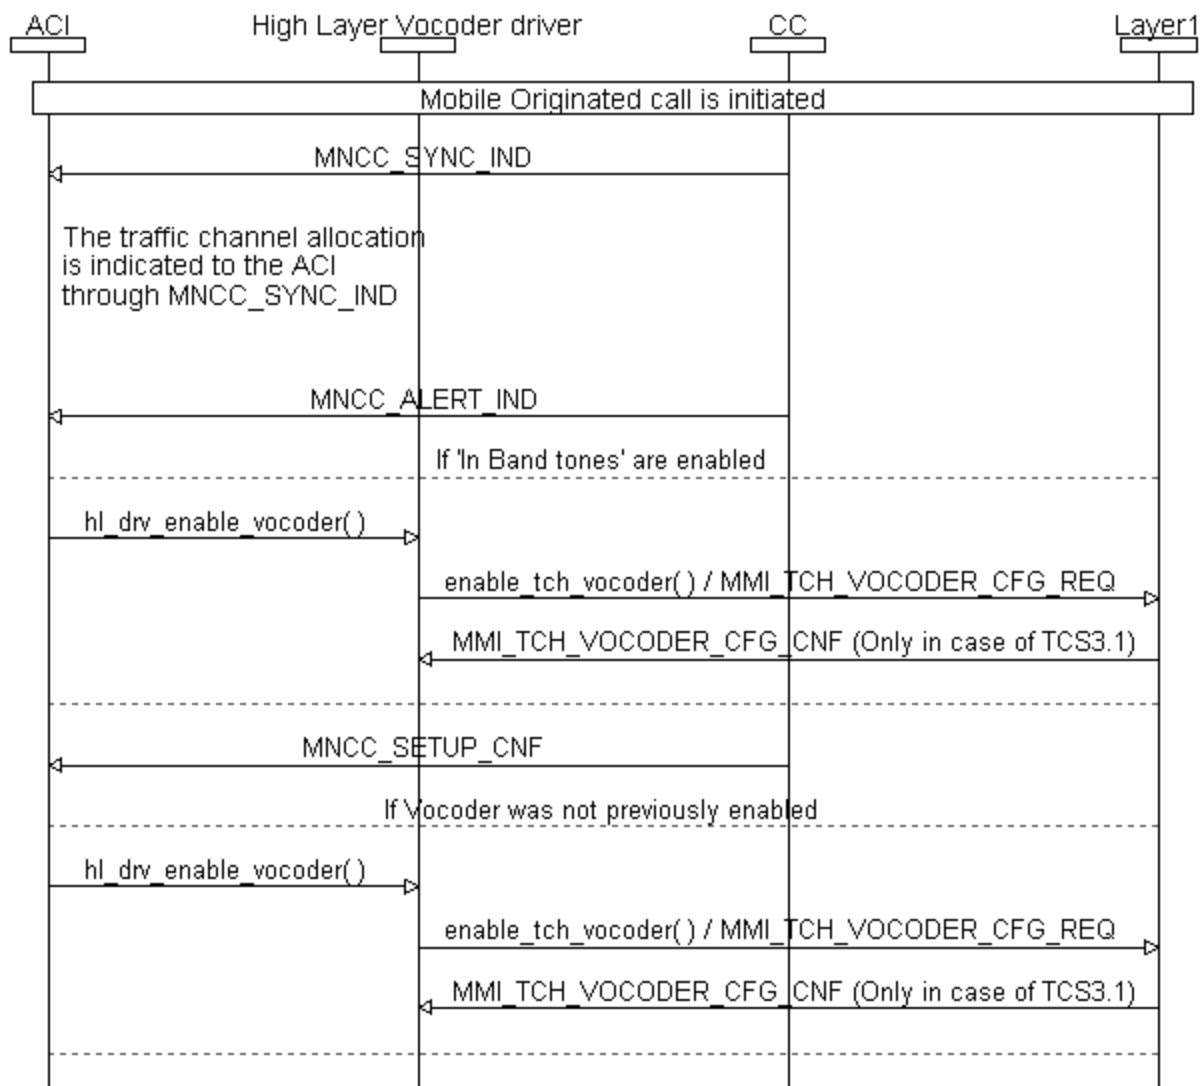 ACI
High Layer Vocoder driver
CC
Layer1
Mobile Originated call is initiated
MNCC_SYNC_IND
The traffic channel allocation
is indicated to the ACI
through MNCC_SYNC_IND
MNCC_ALERT_IND
If 'In Band tones' are enabled
hl_drv_enable_vocoder()
enable_tch_vocoder() / MMI_TCH_VOCODER_CFG_REQ
MMI_TCH_VOCODER_CFG_CNF (Only in case of TCS3.1)
MNCC_SETUP_CNF
If Vocoder was not previously enabled
hl_drv_enable_vocoder()
enable_tch_vocoder() / MMI_TCH_VOCODER_CFG_REQ
MMI_TCH_VOCODER_CFG_CNF (Only in case of TCS3.1)